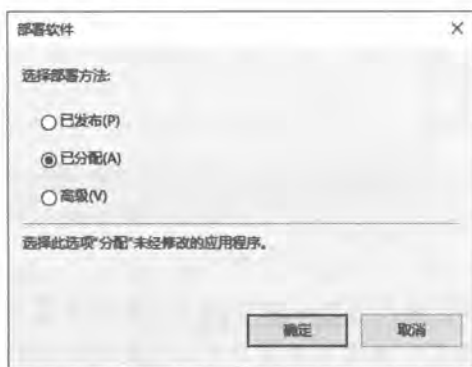 部署软件
选择部署方法:
已发布(P)
已分配(A)
高级(V)
选择此选项"分配"未经修改的应用程序。
确定
取消